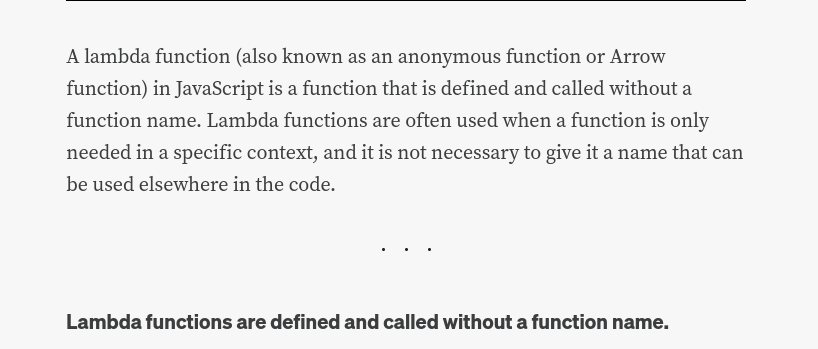 A lambda function (also known as an anonymous function or Arrow
function) in JavaScript is a function that is defined and called without a
function name. Lambda functions are often used when a function is only
needed in a specific context, and it is not necessary to give it a name that can
be used elsewhere in the code.
. . .
Lambda functions are defined and called without a function name.